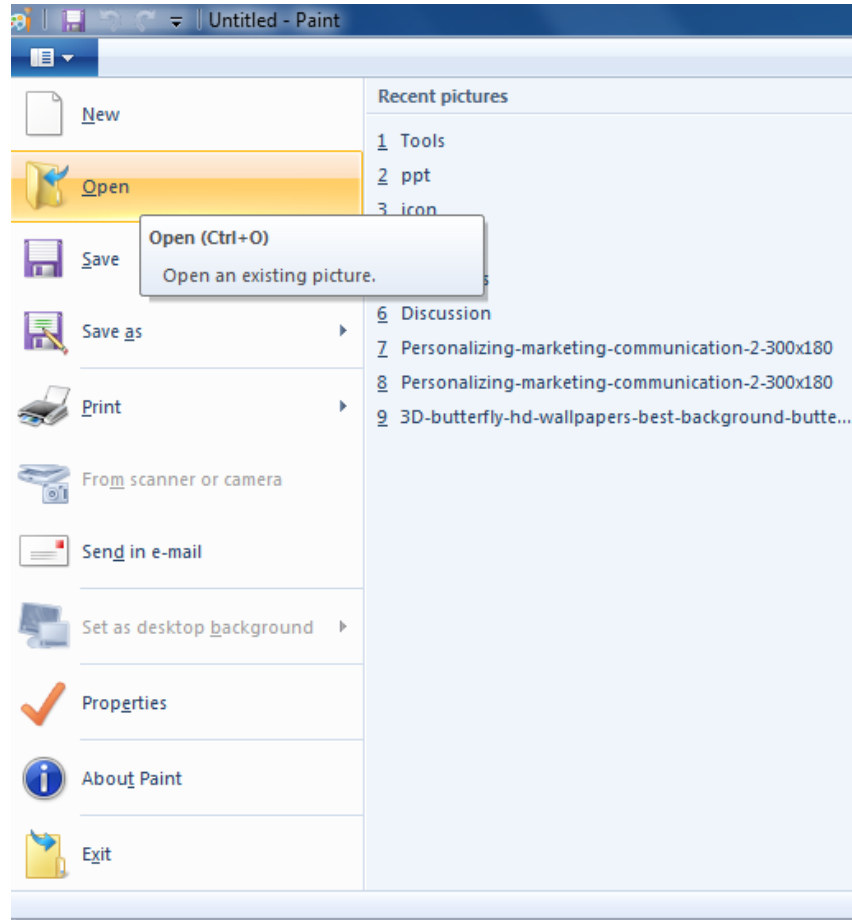 Untitled - Paint
New
Open
Open (Ctrl+O)
Open an existing picture.
Save
Save as
Print
From scanner or camera
Send in e-mail
Set as desktop background
Properties
About Paint
Exit
Recent pictures
1 Tools
2 ppt
3 icon
6 Discussion
7 Personalizing-marketing-communication-2-300x180
8 Personalizing-marketing-communication-2-300x180
9 3D-butterfly-hd-wallpapers-best-background-butte...